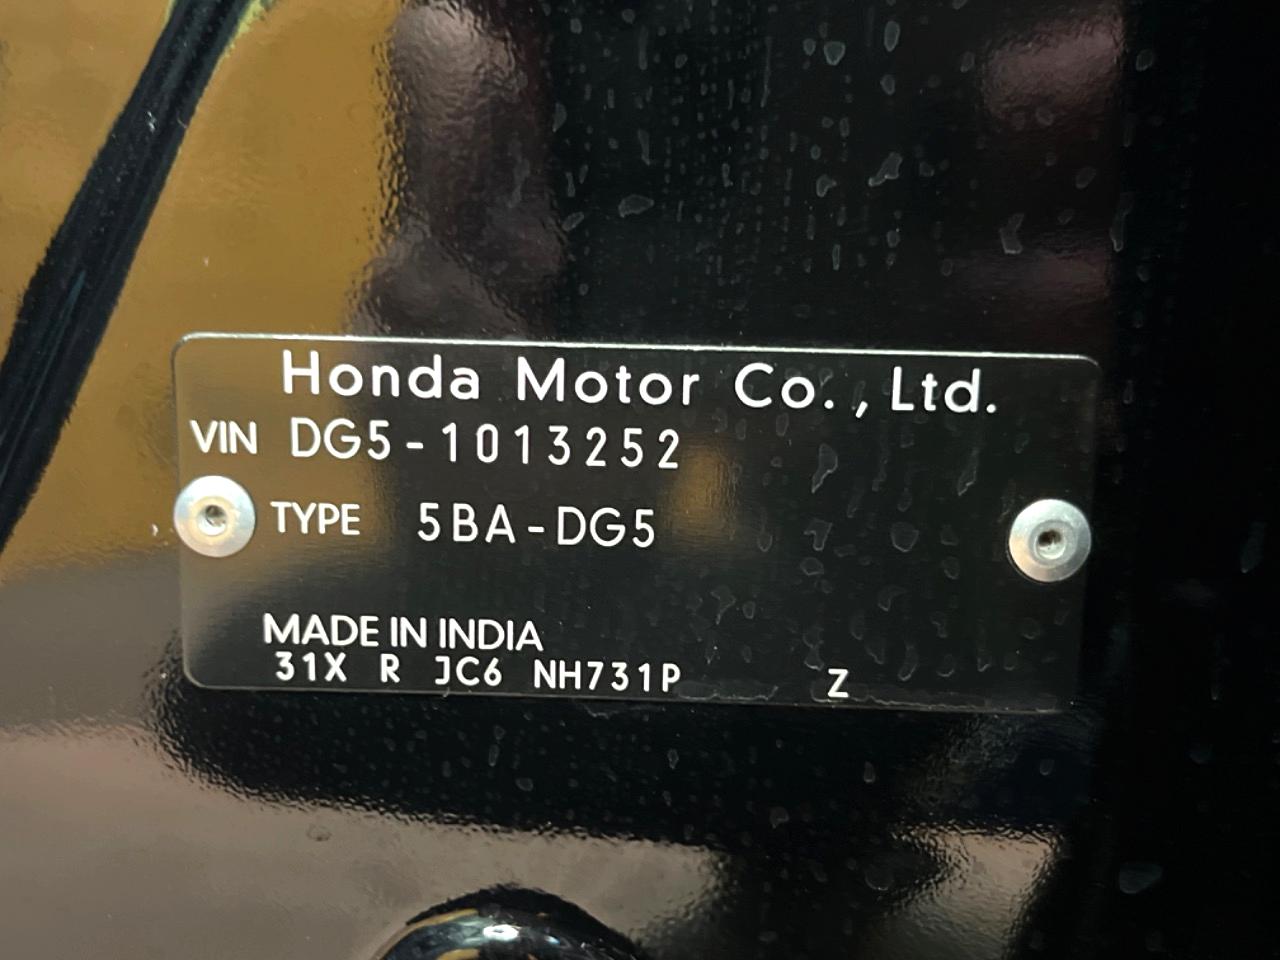 Honda Motor Co., Ltd.
VIN DG5-1013252
TYPE 5BA-DG5
MADE IN INDIA
31X R JC6 NH731P Z